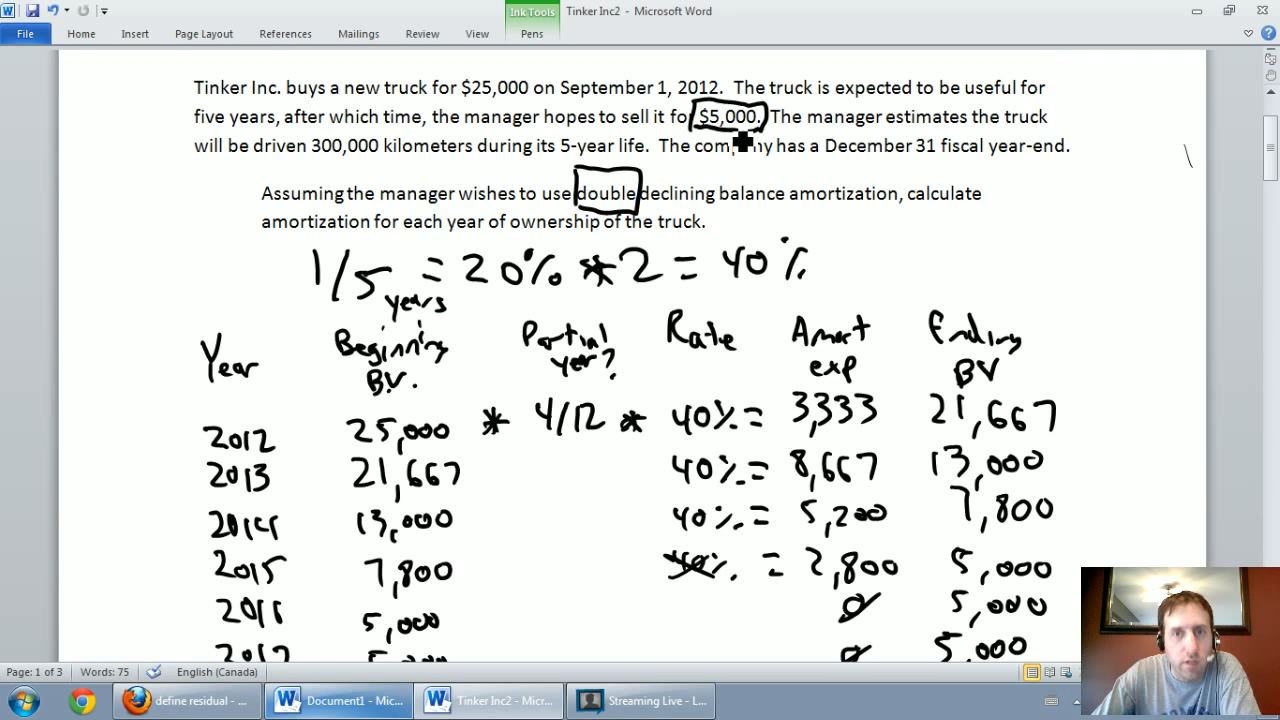 Ink Tools
Tinker Inc2 - Microsoft Word
File Home Insert Page Layout References Mailings Review View Pens
Tinker Inc. buys a new truck for $25,000 on September 1, 2012. The truck is expected to be useful for
five years, after which time, the manager hopes to sell it for $5,000. The manager estimates the truck
will be driven 300,000 kilometers during its 5-year life. The company has a December 31 fiscal year-end.
Assuming the manager wishes to use double declining balance amortization, calculate
amortization for each year of ownership of the truck.
1/5 years = 20% * 2 = 40%
Year Beginning B.V. Partial year? Rate Amort exp Ending BV
2012 25,000 * 4/12 * 40% = 3,333 21,667
2013 21,667 40% = 8,667 13,000
2014 13,000 40% = 5,200 7,800
2015 7,800 40% = 2,800 5,000
2016 5,000 0 5,000
2017 0 5,000
Page: 1 of 3 Words: 75 English (Canada)
define residual - ... Document1 - Mic... Tinker Inc2 - Micr... Streaming Live - L...